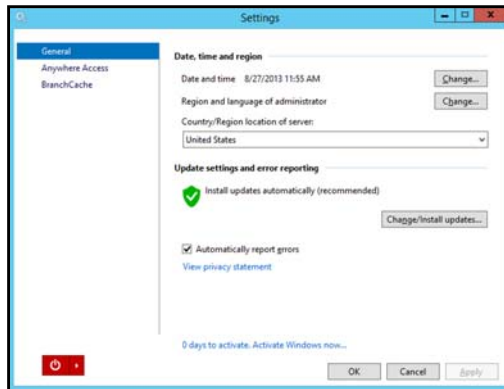 Settings
General
Anywhere Access
BranchCache
Date, time and region
Date and time 8/27/2013 11:55 AM
Change...
Region and language of administrator
Change...
Country/Region location of server:
United States
Update settings and error reporting
Install updates automatically (recommended)
Change/Install updates...
Automatically report errors
View privacy statement
0 days to activate. Activate Windows now...
OK
Cancel
Apply